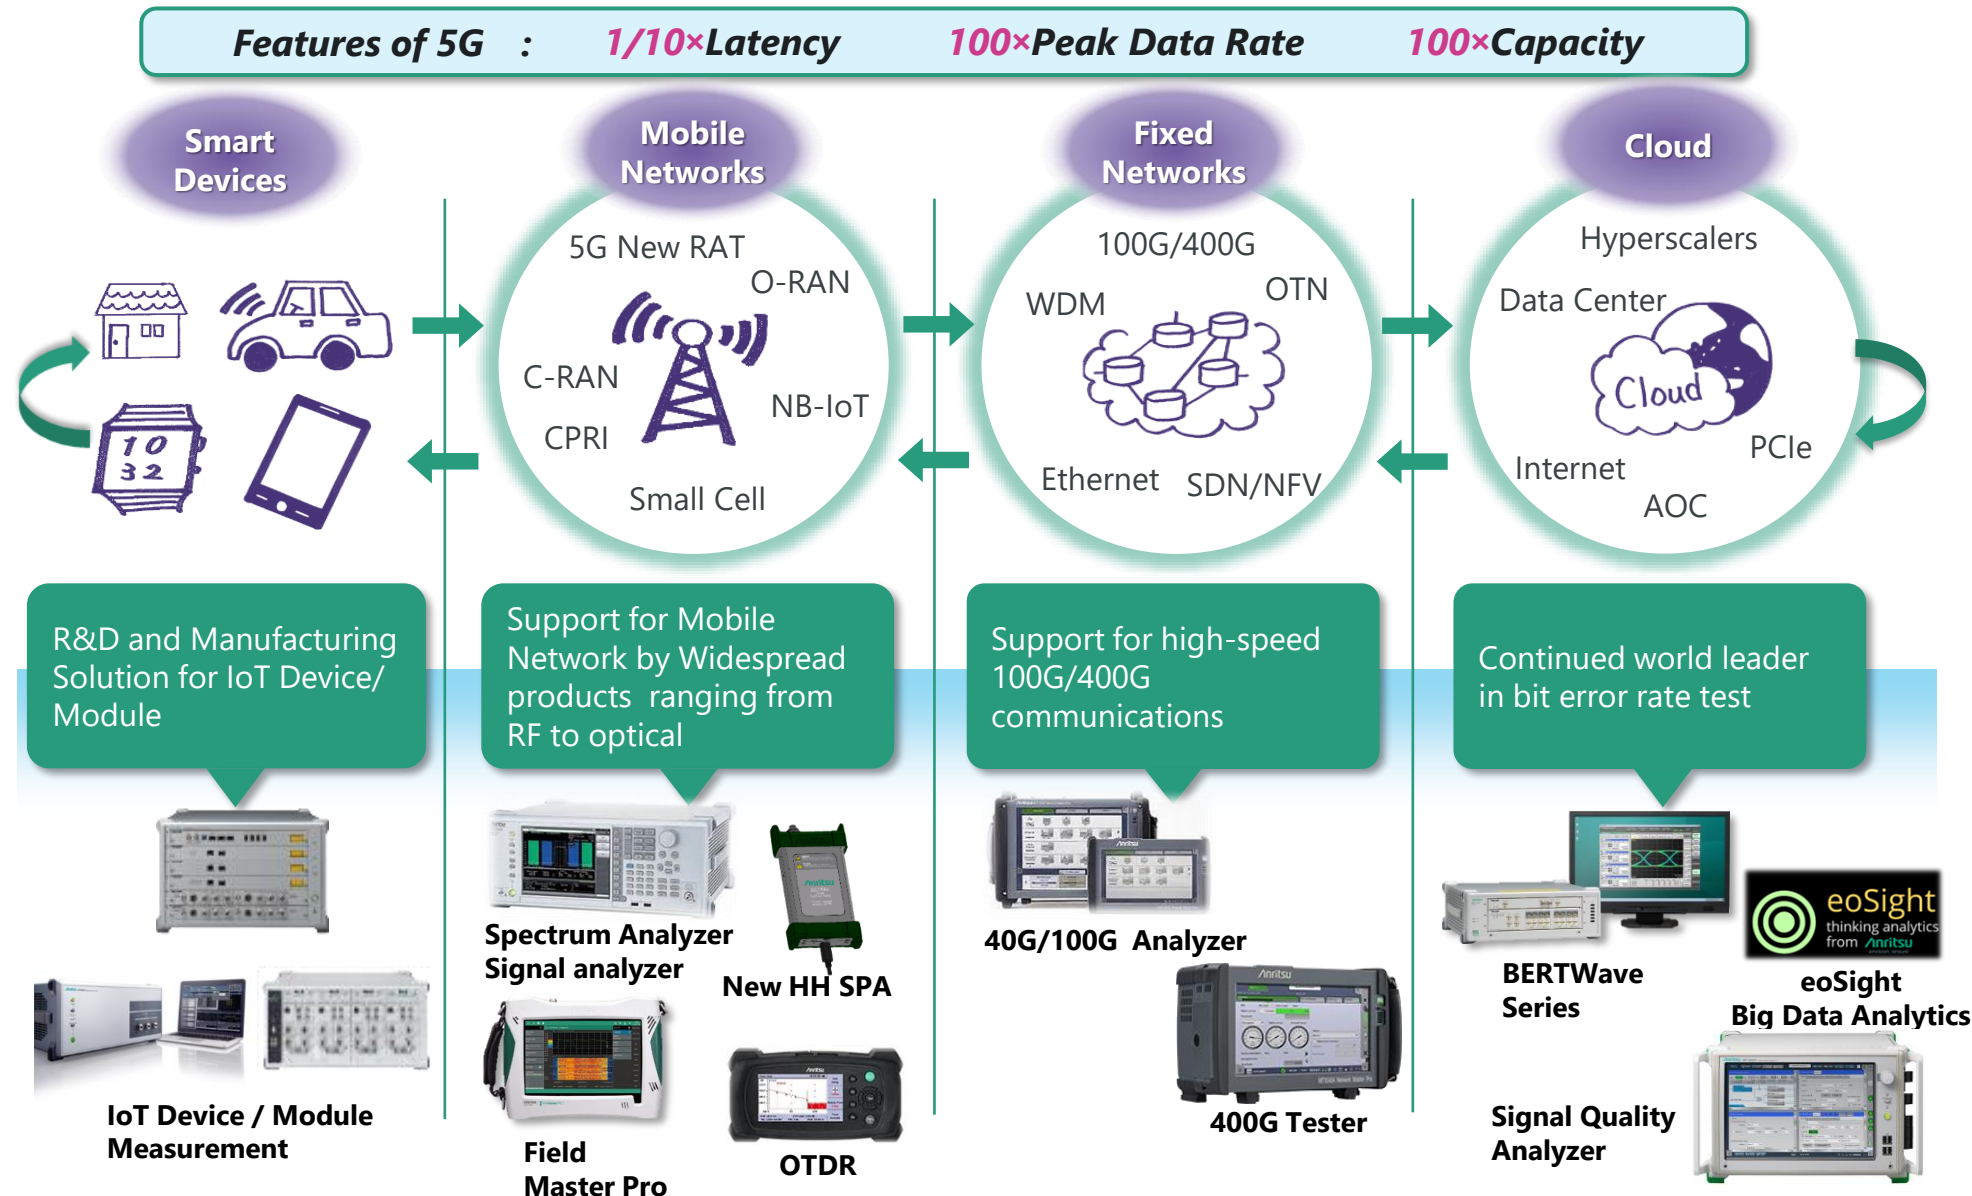 Features of 5G : 1/10×Latency 100×Peak Data Rate 100×Capacity
Smart
Devices
10
32
Mobile
Networks
5G New RAT
O-RAN
C-RAN
NB-IoT
CPRI
Small Cell
Fixed
Networks
100G/400G
OTN
WDM
Ethernet
SDN/NFV
Cloud
Hyperscalers
Data Center
Cloud
PCIe
Internet
AOC
R&D and Manufacturing
Solution for IoT Device/
Module
Support for Mobile
Network by Widespread
products ranging from
RF to optical
Support for high-speed
100G/400G
communications
Continued world leader
in bit error rate test
IoT Device / Module
Measurement
Spectrum Analyzer
Signal analyzer
Anritsu
New HH SPA
Field
Master Pro
Anritsu
OTDR
Anritsu
40G/100G Analyzer
Anritsu
400G Tester
BERTWave
Series
eoSight
thinking analytics
from Anritsu
eoSight
Big Data Analytics
Signal Quality
Analyzer